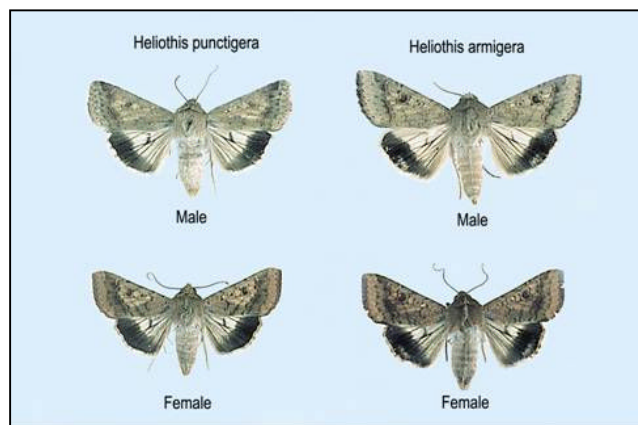 Heliothis punctigera
Heliothis armigera
Male
Male
Female
Female